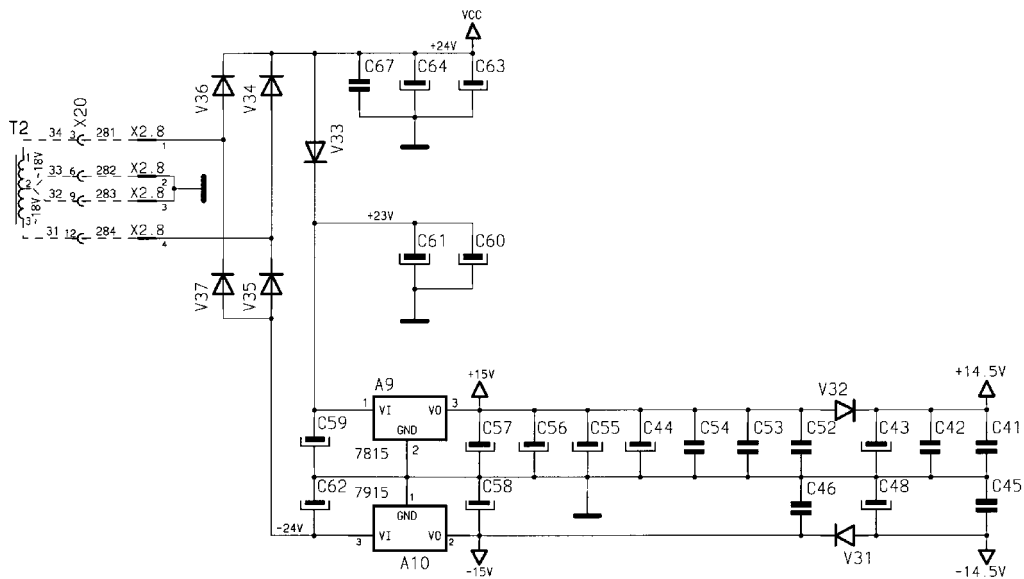 VCC
+24V
C67
C64
C63
V36
V34
V33
T2
X20
34 3 281 X2.8 1
1
33 6 282 X2.8 2
2
32 9 283 X2.8 3
3
31 12 284 X2.8 4
~18V/~18V
+23V
C61
C60
V37
V35
+15V
+14.5V
A9
V32
1 VI VO 3
GND
2
7815
C59
C57
C56
C55
C44
C54
C53
C52
C43
C42
C41
C62
7915
1
GND
C58
C46
C48
C45
-24V
3 VI VO 2
A10
V31
-15V
-14.5V